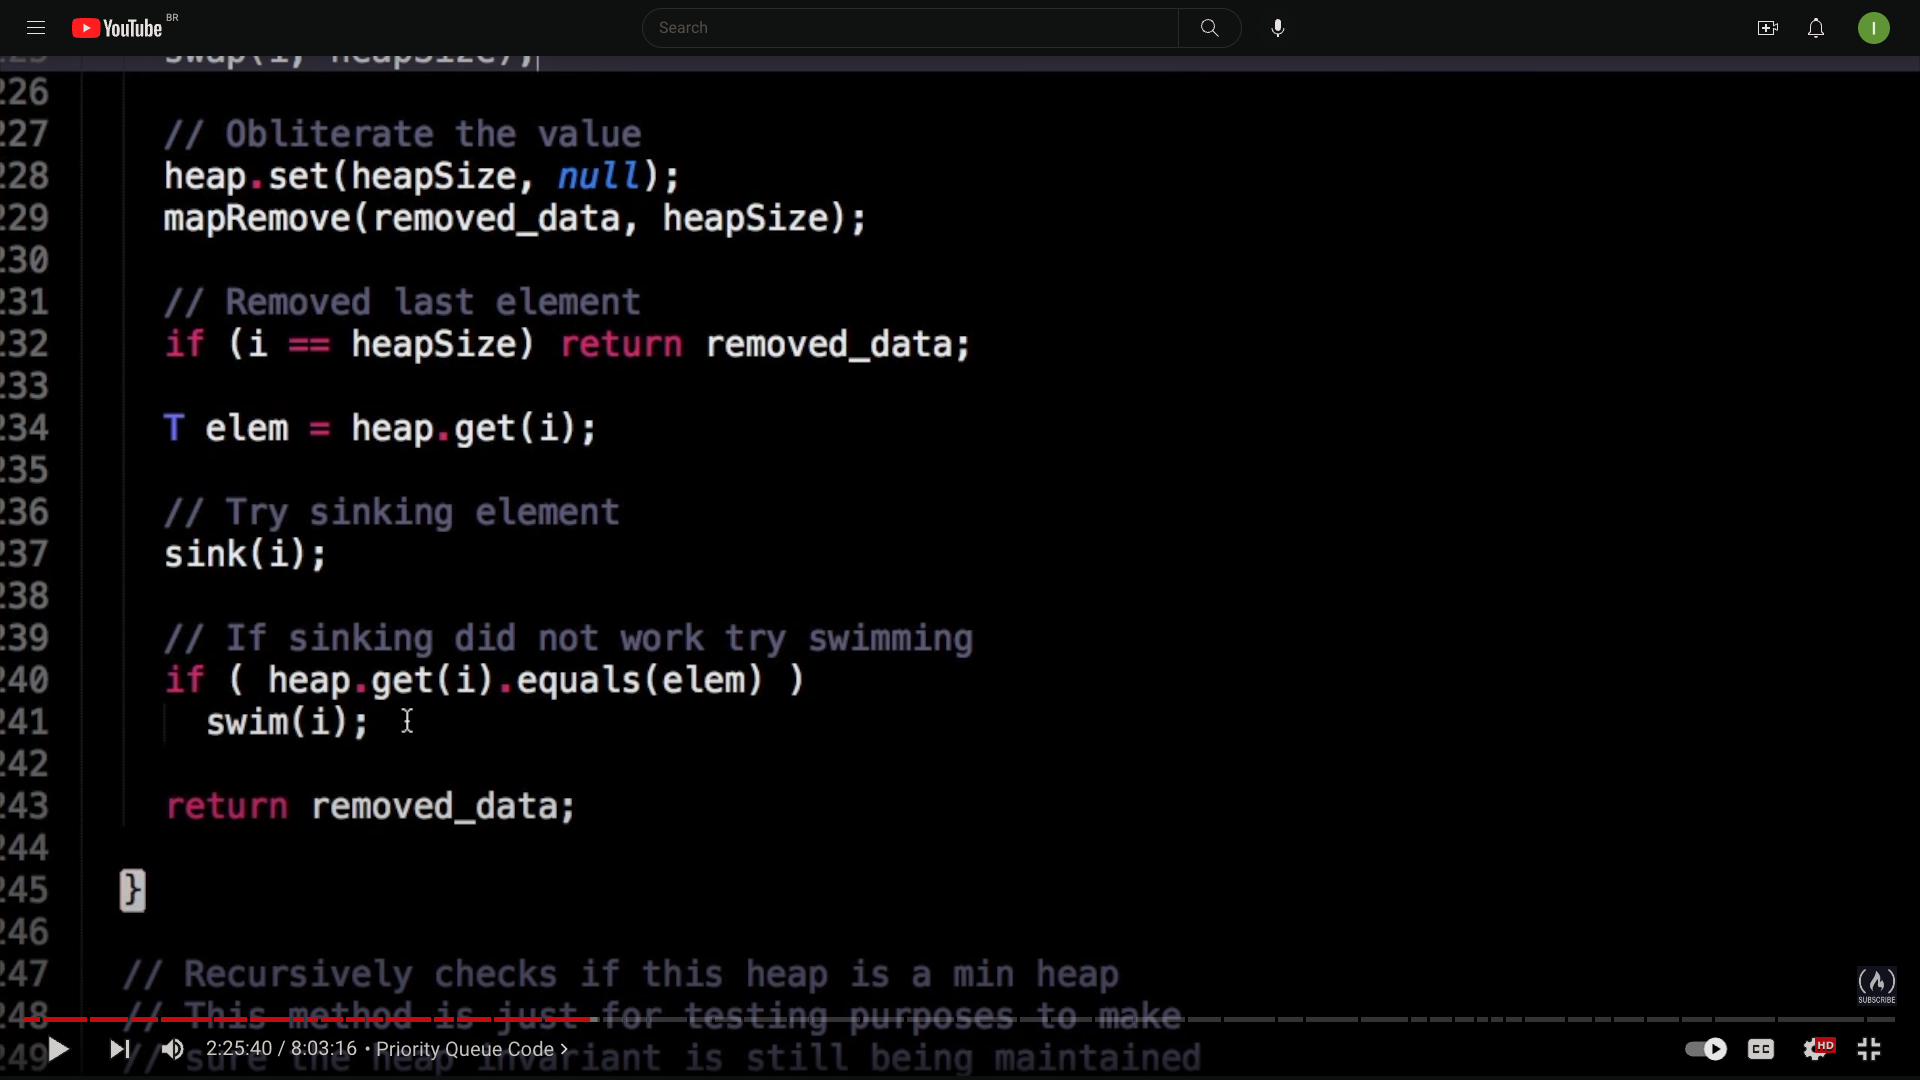 YouTube BR
Search
I
swap(i, heapSize);
226
227 // Obliterate the value
228 heap.set(heapSize, null);
229 mapRemove(removed_data, heapSize);
230
231 // Removed last element
232 if (i == heapSize) return removed_data;
233
234 T elem = heap.get(i);
235
236 // Try sinking element
237 sink(i);
238
239 // If sinking did not work try swimming
240 if ( heap.get(i).equals(elem) )
241 swim(i);
242
243 return removed_data;
244
245 }
246
247 // Recursively checks if this heap is a min heap
248 // This method is just for testing purposes to make
249 // sure the heap invariant is still being maintained
SUBSCRIBE
2:25:40 / 8:03:16 • Priority Queue Code >
CC
HD